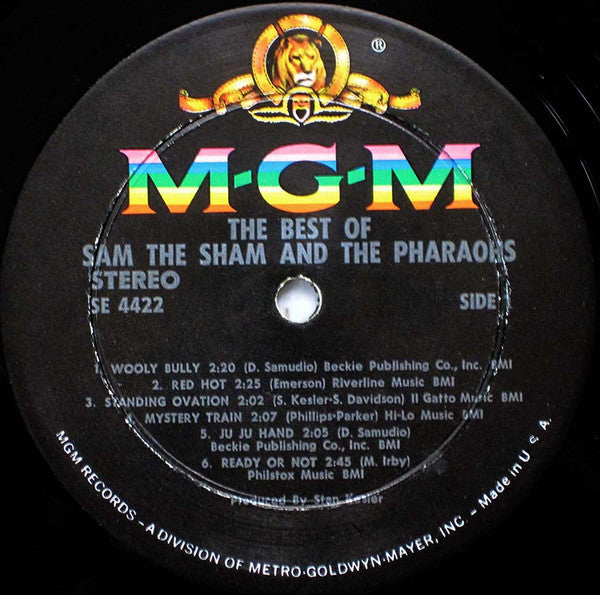 ®
M-G-M
THE BEST OF
SAM THE SHAM AND THE PHARAOHS
STEREO
SE 4422 SIDE
1. WOOLY BULLY 2:20 (D. Samudio) Beckie Publishing Co., Inc. BMI
2. RED HOT 2:25 (Emerson) Riverline Music BMI
3. STANDING OVATION 2:02 (S. Kesler-S. Davidson) Il Gatto Music BMI
MYSTERY TRAIN 2:07 (Phillips-Parker) Hi-Lo Music BMI
5. JU JU HAND 2:05 (D. Samudio)
Beckie Publishing Co., Inc. BMI
6. READY OR NOT 2:45 (M. Irby)
Philstox Music BMI
Produced By Stan Kesler
MGM RECORDS - A DIVISION OF METRO-GOLDWYN-MAYER, INC. - Made in U.S.A.